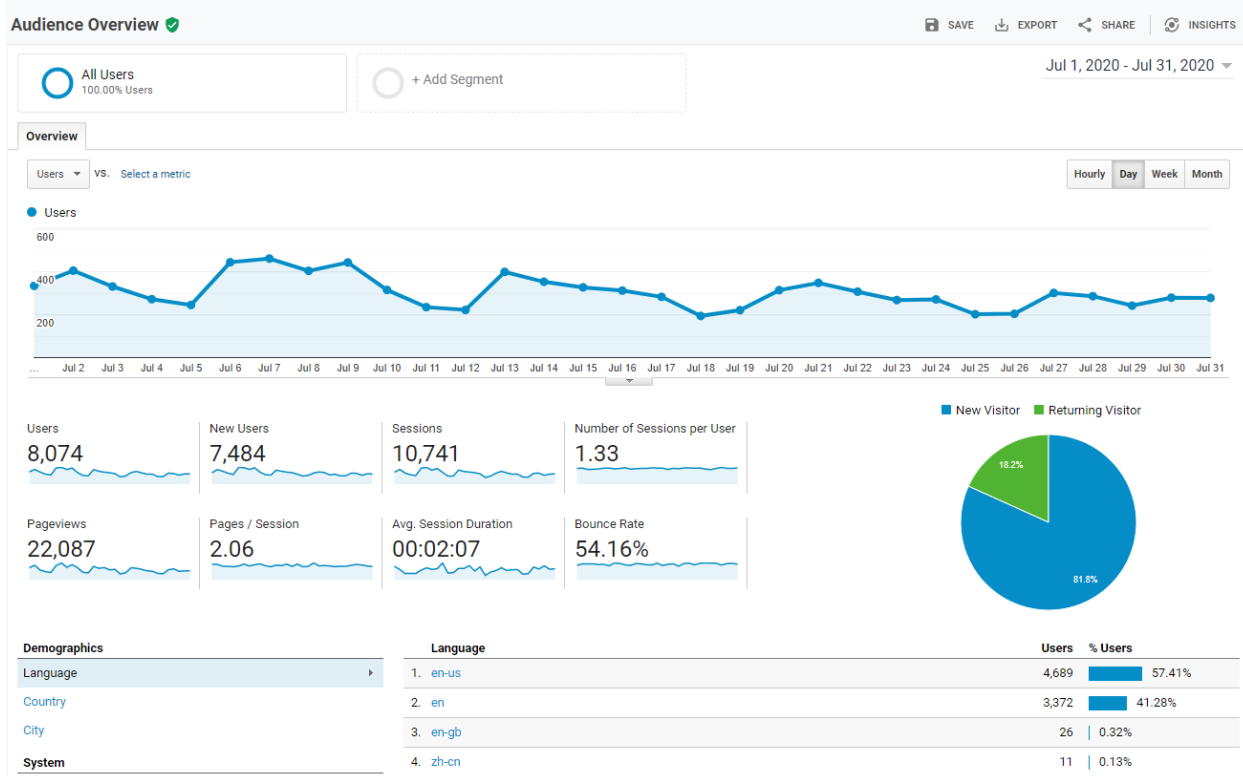 Audience Overview
SAVE EXPORT SHARE INSIGHTS
All Users
100.00% Users
+ Add Segment
Jul 1, 2020 - Jul 31, 2020
Overview
Users VS. Select a metric
Hourly Day Week Month
Users
600
400
200
... Jul 2 Jul 3 Jul 4 Jul 5 Jul 6 Jul 7 Jul 8 Jul 9 Jul 10 Jul 11 Jul 12 Jul 13 Jul 14 Jul 15 Jul 16 Jul 17 Jul 18 Jul 19 Jul 20 Jul 21 Jul 22 Jul 23 Jul 24 Jul 25 Jul 26 Jul 27 Jul 28 Jul 29 Jul 30 Jul 31
New Visitor Returning Visitor
Users New Users Sessions Number of Sessions per User
8,074 7,484 10,741 1.33
18.2%
Pageviews Pages / Session Avg. Session Duration Bounce Rate
22,087 2.06 00:02:07 54.16%
81.8%
Demographics
Language
Country
City
System
Language Users % Users
1. en-us 4,689 57.41%
2. en 3,372 41.28%
3. en-gb 26 0.32%
4. zh-cn 11 0.13%